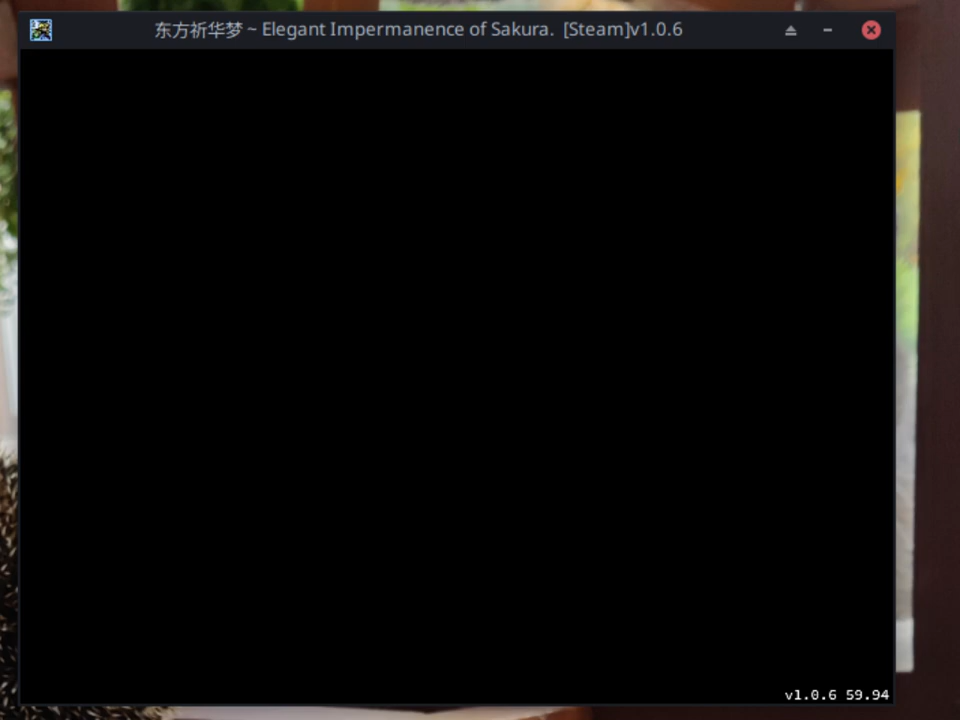 东方祈华梦 ~ Elegant Impermanence of Sakura. [Steam]v1.0.6
v1.0.6 59.94